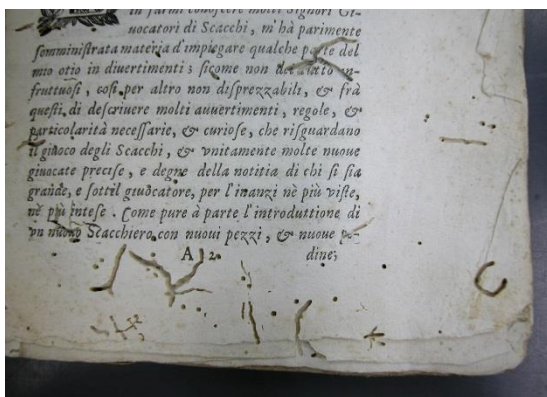 in farmi conoscere molti Signori Gi-
uocatori di Scacchi, m'hà parimente
somministrata materia d'impiegare qualche parte del
mio otio in divertimenti; sicome non del tutto in-
fruttuosi, così per altro non disprezzabili, & frà
questi, di descriuere molti auuertimenti, regole, &
particolarità necessarie, & curiose, che risguardano
il giuoco degli Scacchi, & vnitamente molte nuoue
giuocate precise, e degne della notitia di chi si sia
grande, e sottil giuocatore, per l'inanzi nè più viste,
nè più intese. Come pure à parte l'introduttione di
vn nuouo Scacchiero con nuoui pezzi, & nuoue pe-
A 2 dine;